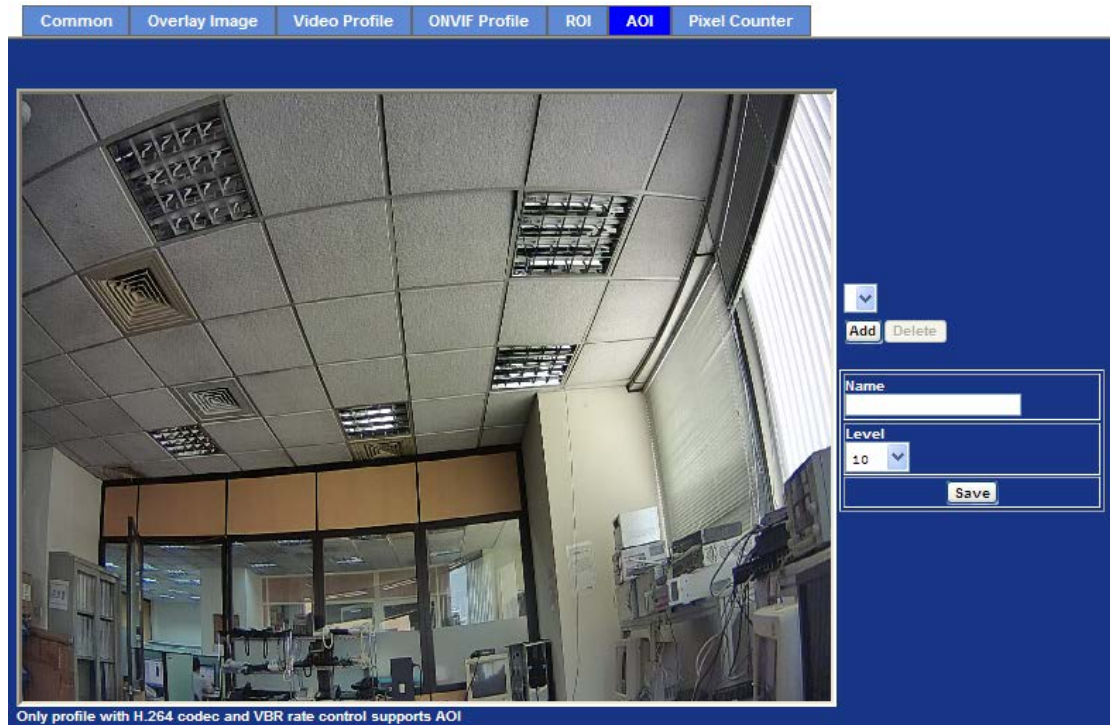 Common Overlay Image Video Profile ONVIF Profile ROI AOI Pixel Counter
Add Delete
Name
Level
10
Save
Only profile with H.264 codec and VBR rate control supports AOI